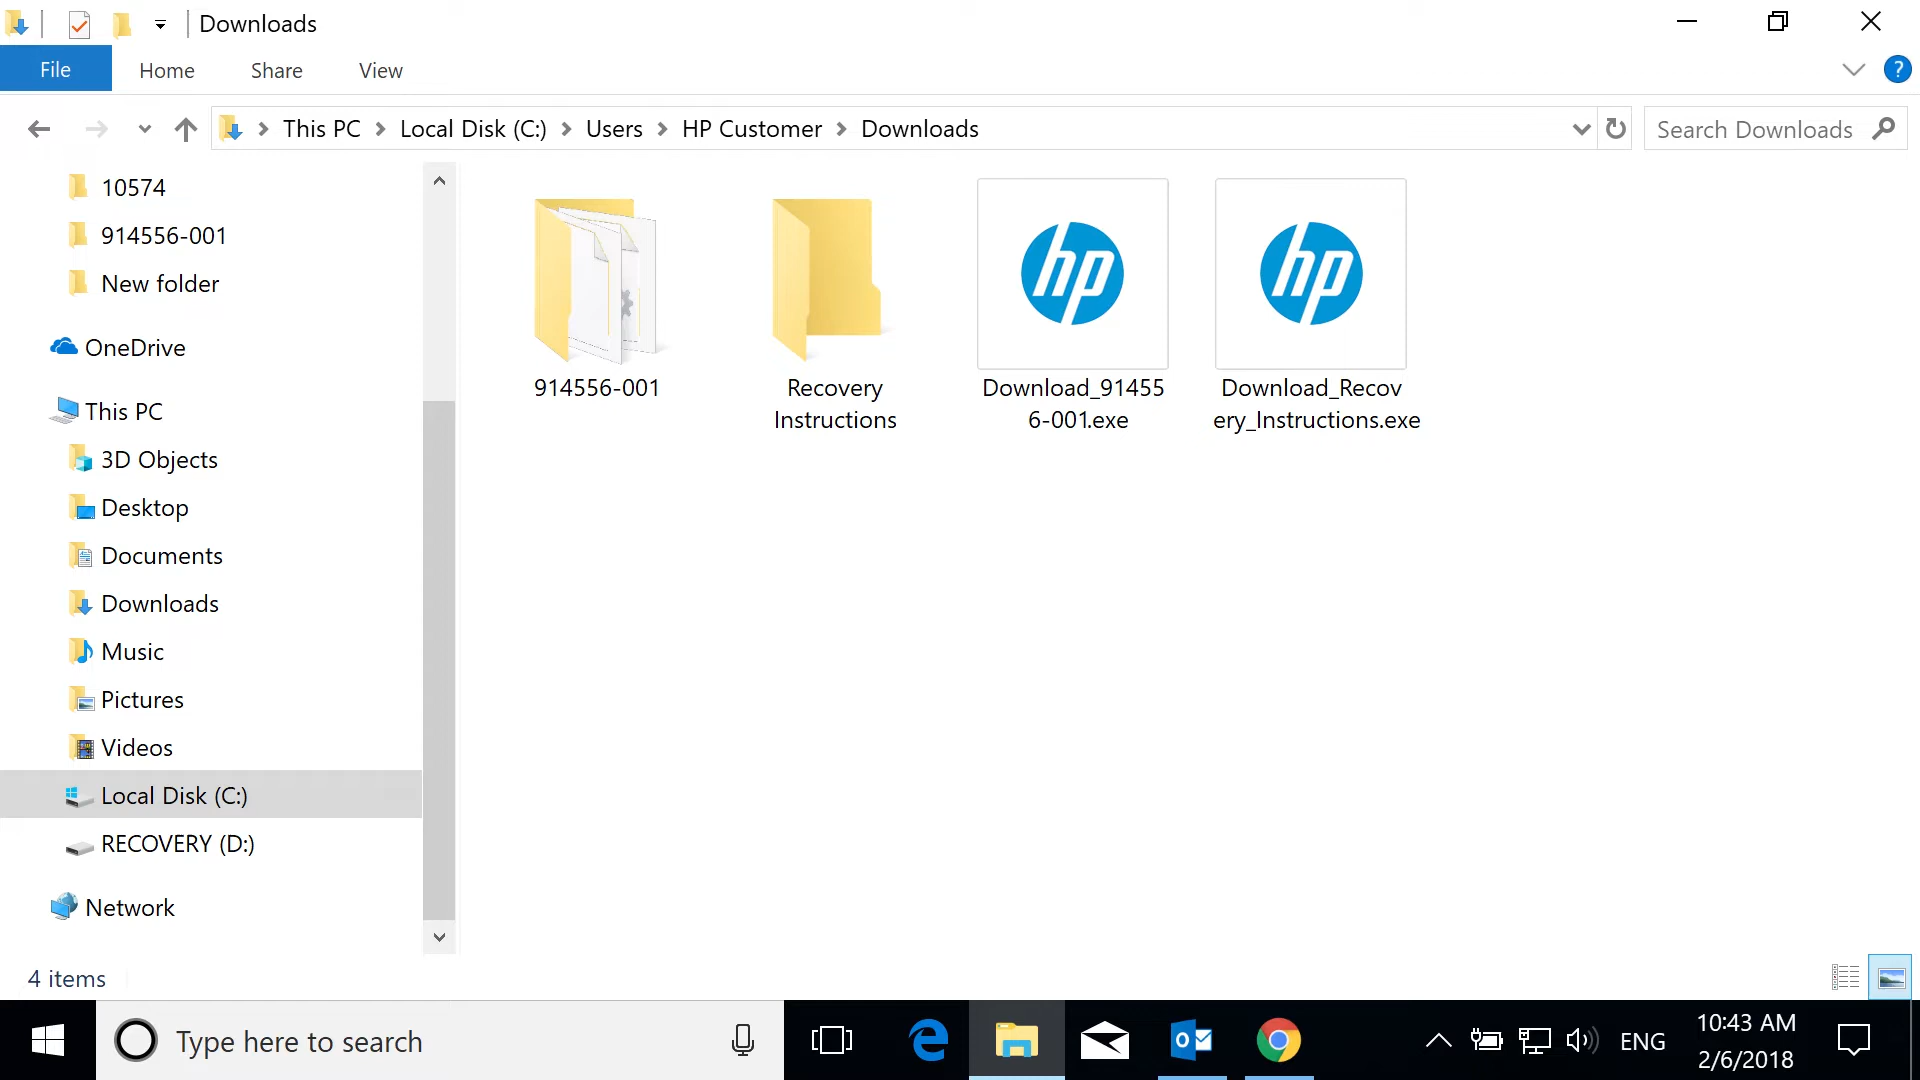 Downloads
File Home Share View
?
This PC Local Disk (C:) Users HP Customer Downloads
Search Downloads
10574
914556-001
New folder
OneDrive
This PC
3D Objects
Desktop
Documents
Downloads
Music
Pictures
Videos
Local Disk (C:)
RECOVERY (D:)
Network
914556-001
Recovery
Instructions
hp
Download_91455
6-001.exe
hp
Download_Recov
ery_Instructions.exe
4 items
Type here to search
ENG
10:43 AM
2/6/2018